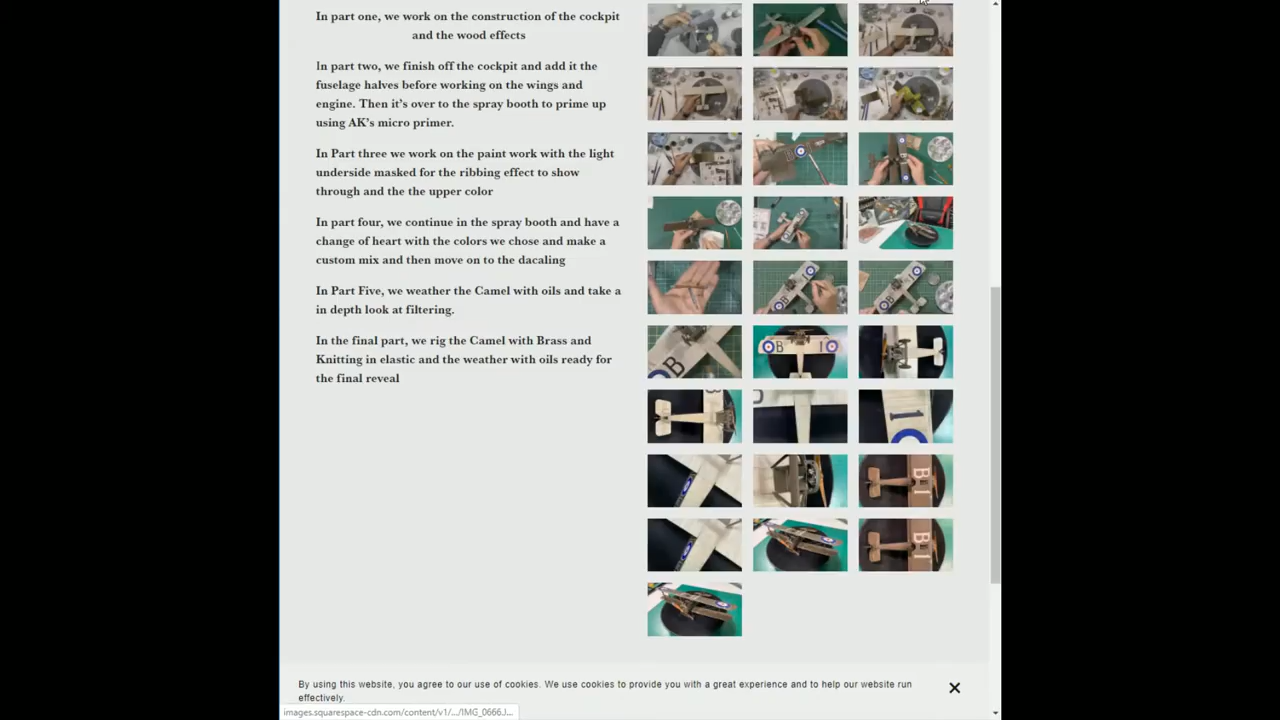 In part one, we work on the construction of the cockpit
and the wood effects
In part two, we finish off the cockpit and add it the
fuselage halves before working on the wings and
engine. Then it's over to the spray booth to prime up
using AK's micro primer.
In Part three we work on the paint work with the light
underside masked for the ribbing effect to show
through and the the upper color
In part four, we continue in the spray booth and have a
change of heart with the colors we chose and make a
custom mix and then move on to the dacaling
In Part Five, we weather the Camel with oils and take a
in depth look at filtering.
In the final part, we rig the Camel with Brass and
Knitting in elastic and the weather with oils ready for
the final reveal
By using this website, you agree to our use of cookies. We use cookies to provide you with a great experience and to help our website run
effectively.
images.squarespace-cdn.com/content/v1/.../IMG_0666.J...